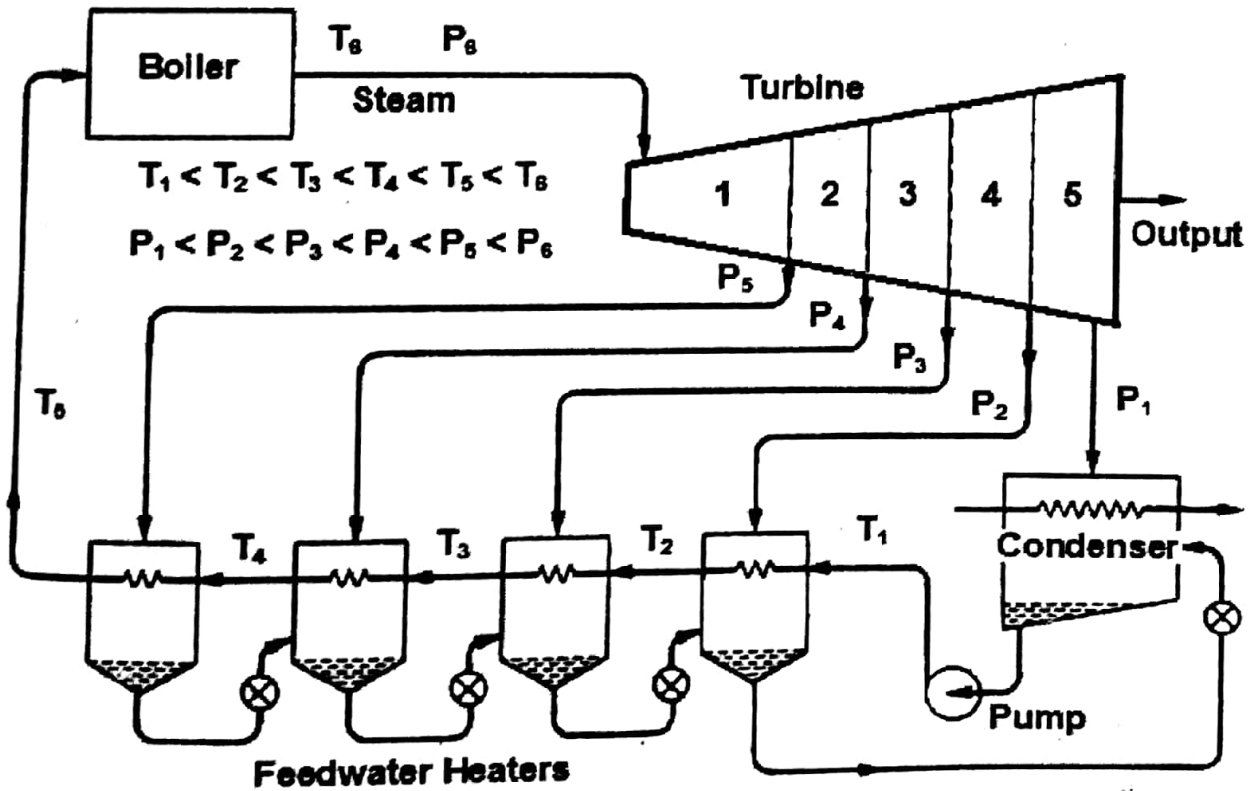 T₆ P₆
Boiler
Steam
Turbine
T₁ < T₂ < T₃ < T₄ < T₅ < T₆
P₁ < P₂ < P₃ < P₄ < P₅ < P₆
1 2 3 4 5
Output
P₅
P₄
P₃
P₂
P₁
T₅
T₄
T₃
T₂
T₁
Condenser
Pump
Feedwater Heaters